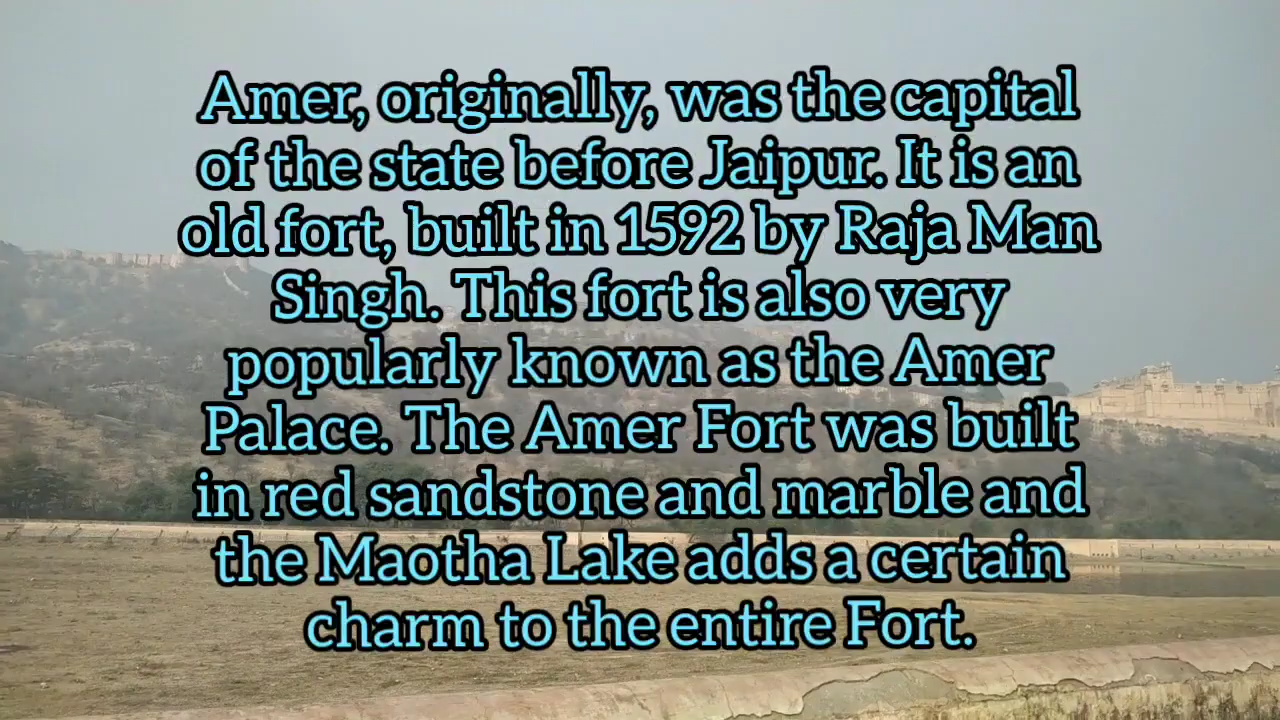 Amer, originally, was the capital
of the state before Jaipur. It is an
old fort, built in 1592 by Raja Man
Singh. This fort is also very
popularly known as the Amer
Palace. The Amer Fort was built
in red sandstone and marble and
the Maotha Lake adds a certain
charm to the entire Fort.